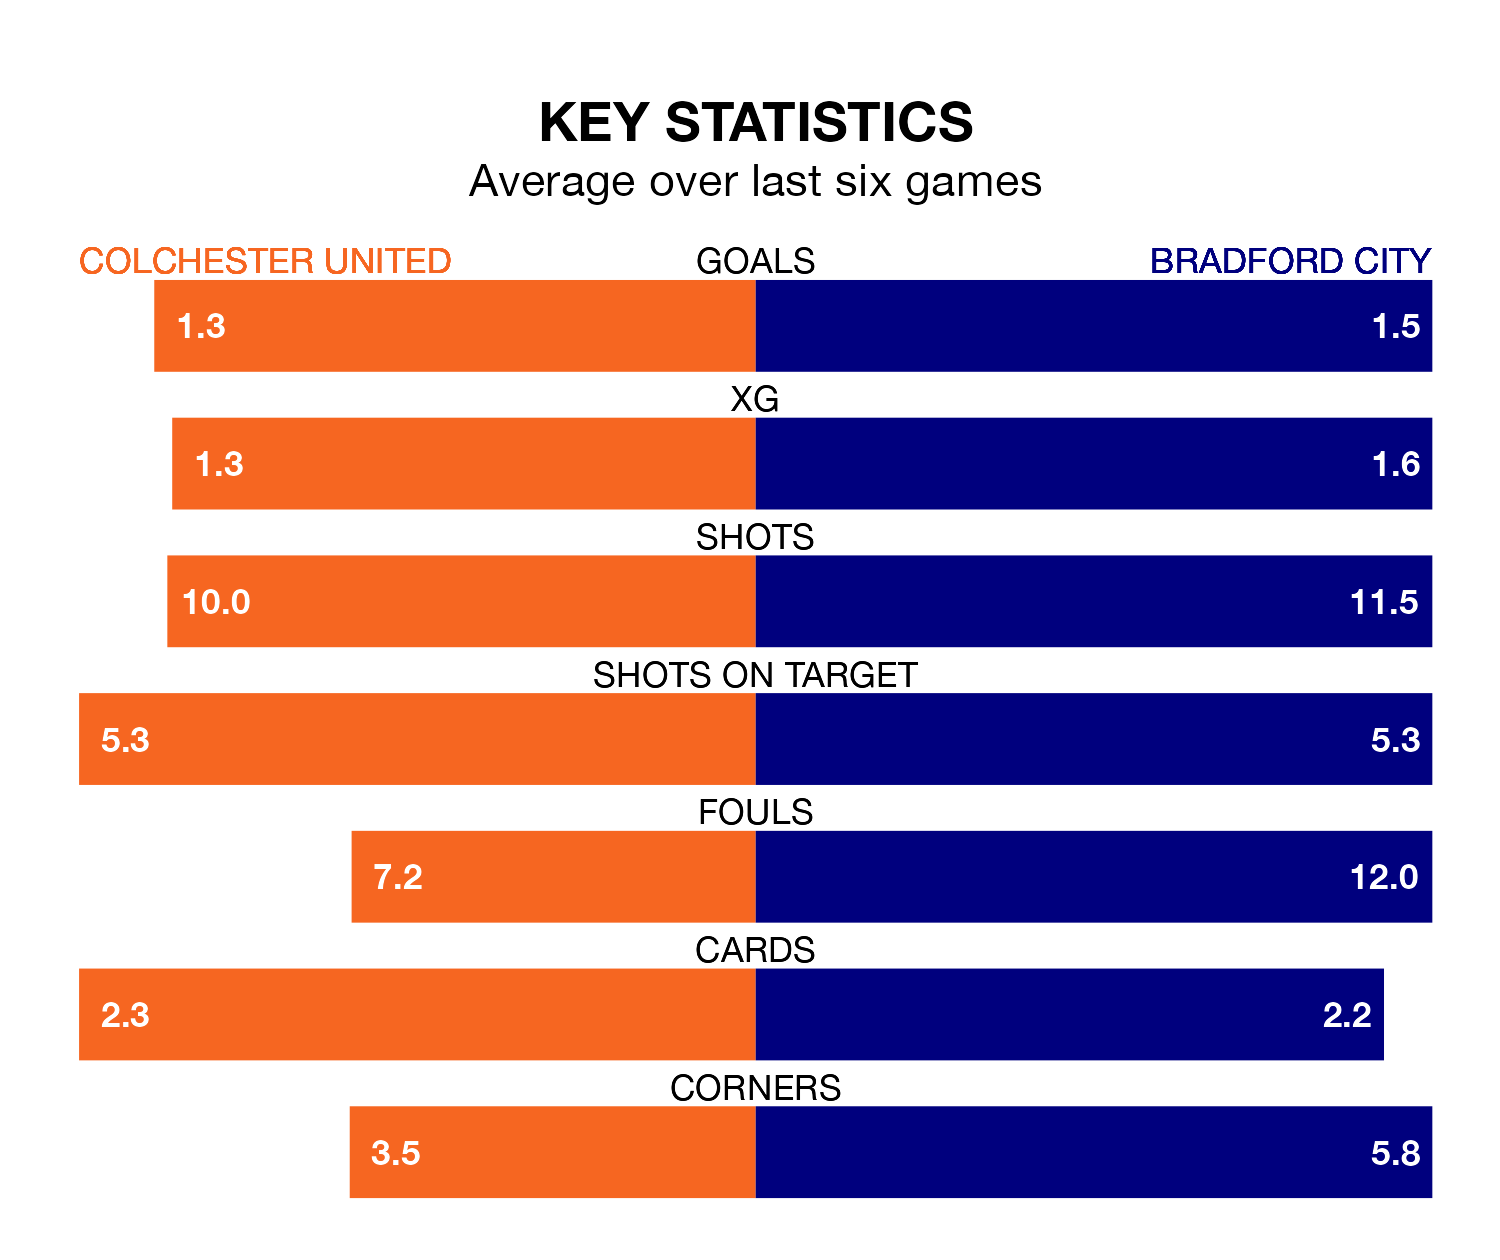 KEY STATISTICS
Average over last six games
COLCHESTER UNITED GOALS BRADFORD CITY
1.3 1.5
XG
1.3 1.6
SHOTS
10.0 11.5
SHOTS ON TARGET
5.3 5.3
FOULS
7.2 12.0
CARDS
2.3 2.2
CORNERS
3.5 5.8